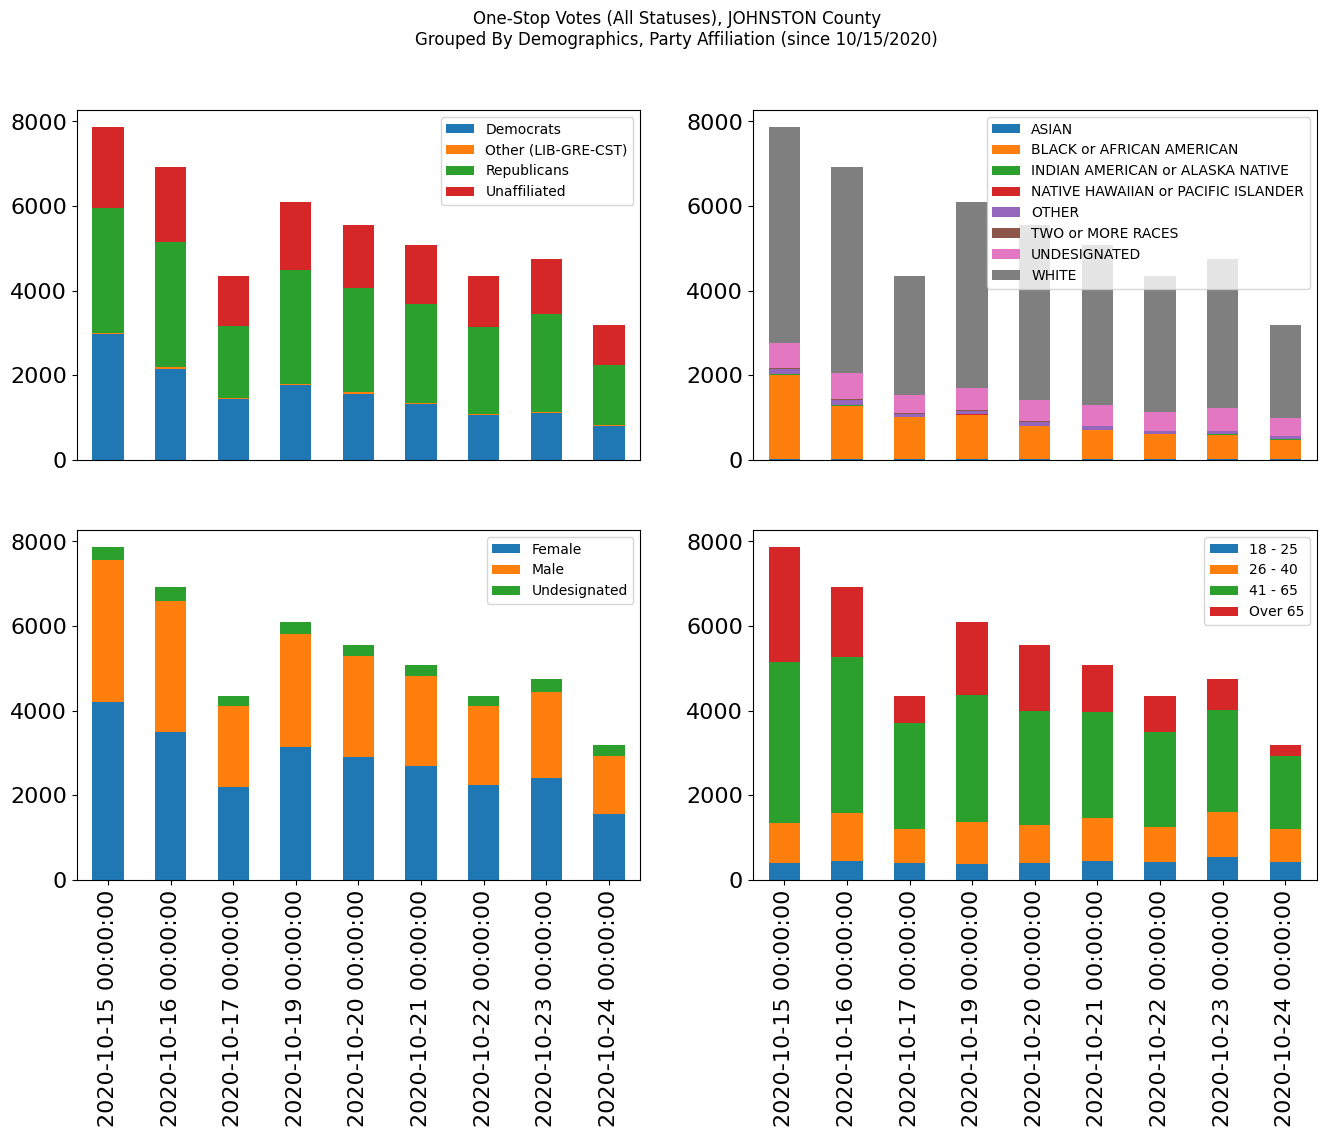 One-Stop Votes (All Statuses), JOHNSTON County
Grouped By Demographics, Party Affiliation (since 10/15/2020)
8000
6000
4000
2000
0
Democrats
Other (LIB-GRE-CST)
Republicans
Unaffiliated
8000
6000
4000
2000
0
ASIAN
BLACK or AFRICAN AMERICAN
INDIAN AMERICAN or ALASKA NATIVE
NATIVE HAWAIIAN or PACIFIC ISLANDER
OTHER
TWO or MORE RACES
UNDESIGNATED
WHITE
8000
6000
4000
2000
0
Female
Male
Undesignated
2020-10-15 00:00:00
2020-10-16 00:00:00
2020-10-17 00:00:00
2020-10-19 00:00:00
2020-10-20 00:00:00
2020-10-21 00:00:00
2020-10-22 00:00:00
2020-10-23 00:00:00
2020-10-24 00:00:00
8000
6000
4000
2000
0
18 - 25
26 - 40
41 - 65
Over 65
2020-10-15 00:00:00
2020-10-16 00:00:00
2020-10-17 00:00:00
2020-10-19 00:00:00
2020-10-20 00:00:00
2020-10-21 00:00:00
2020-10-22 00:00:00
2020-10-23 00:00:00
2020-10-24 00:00:00